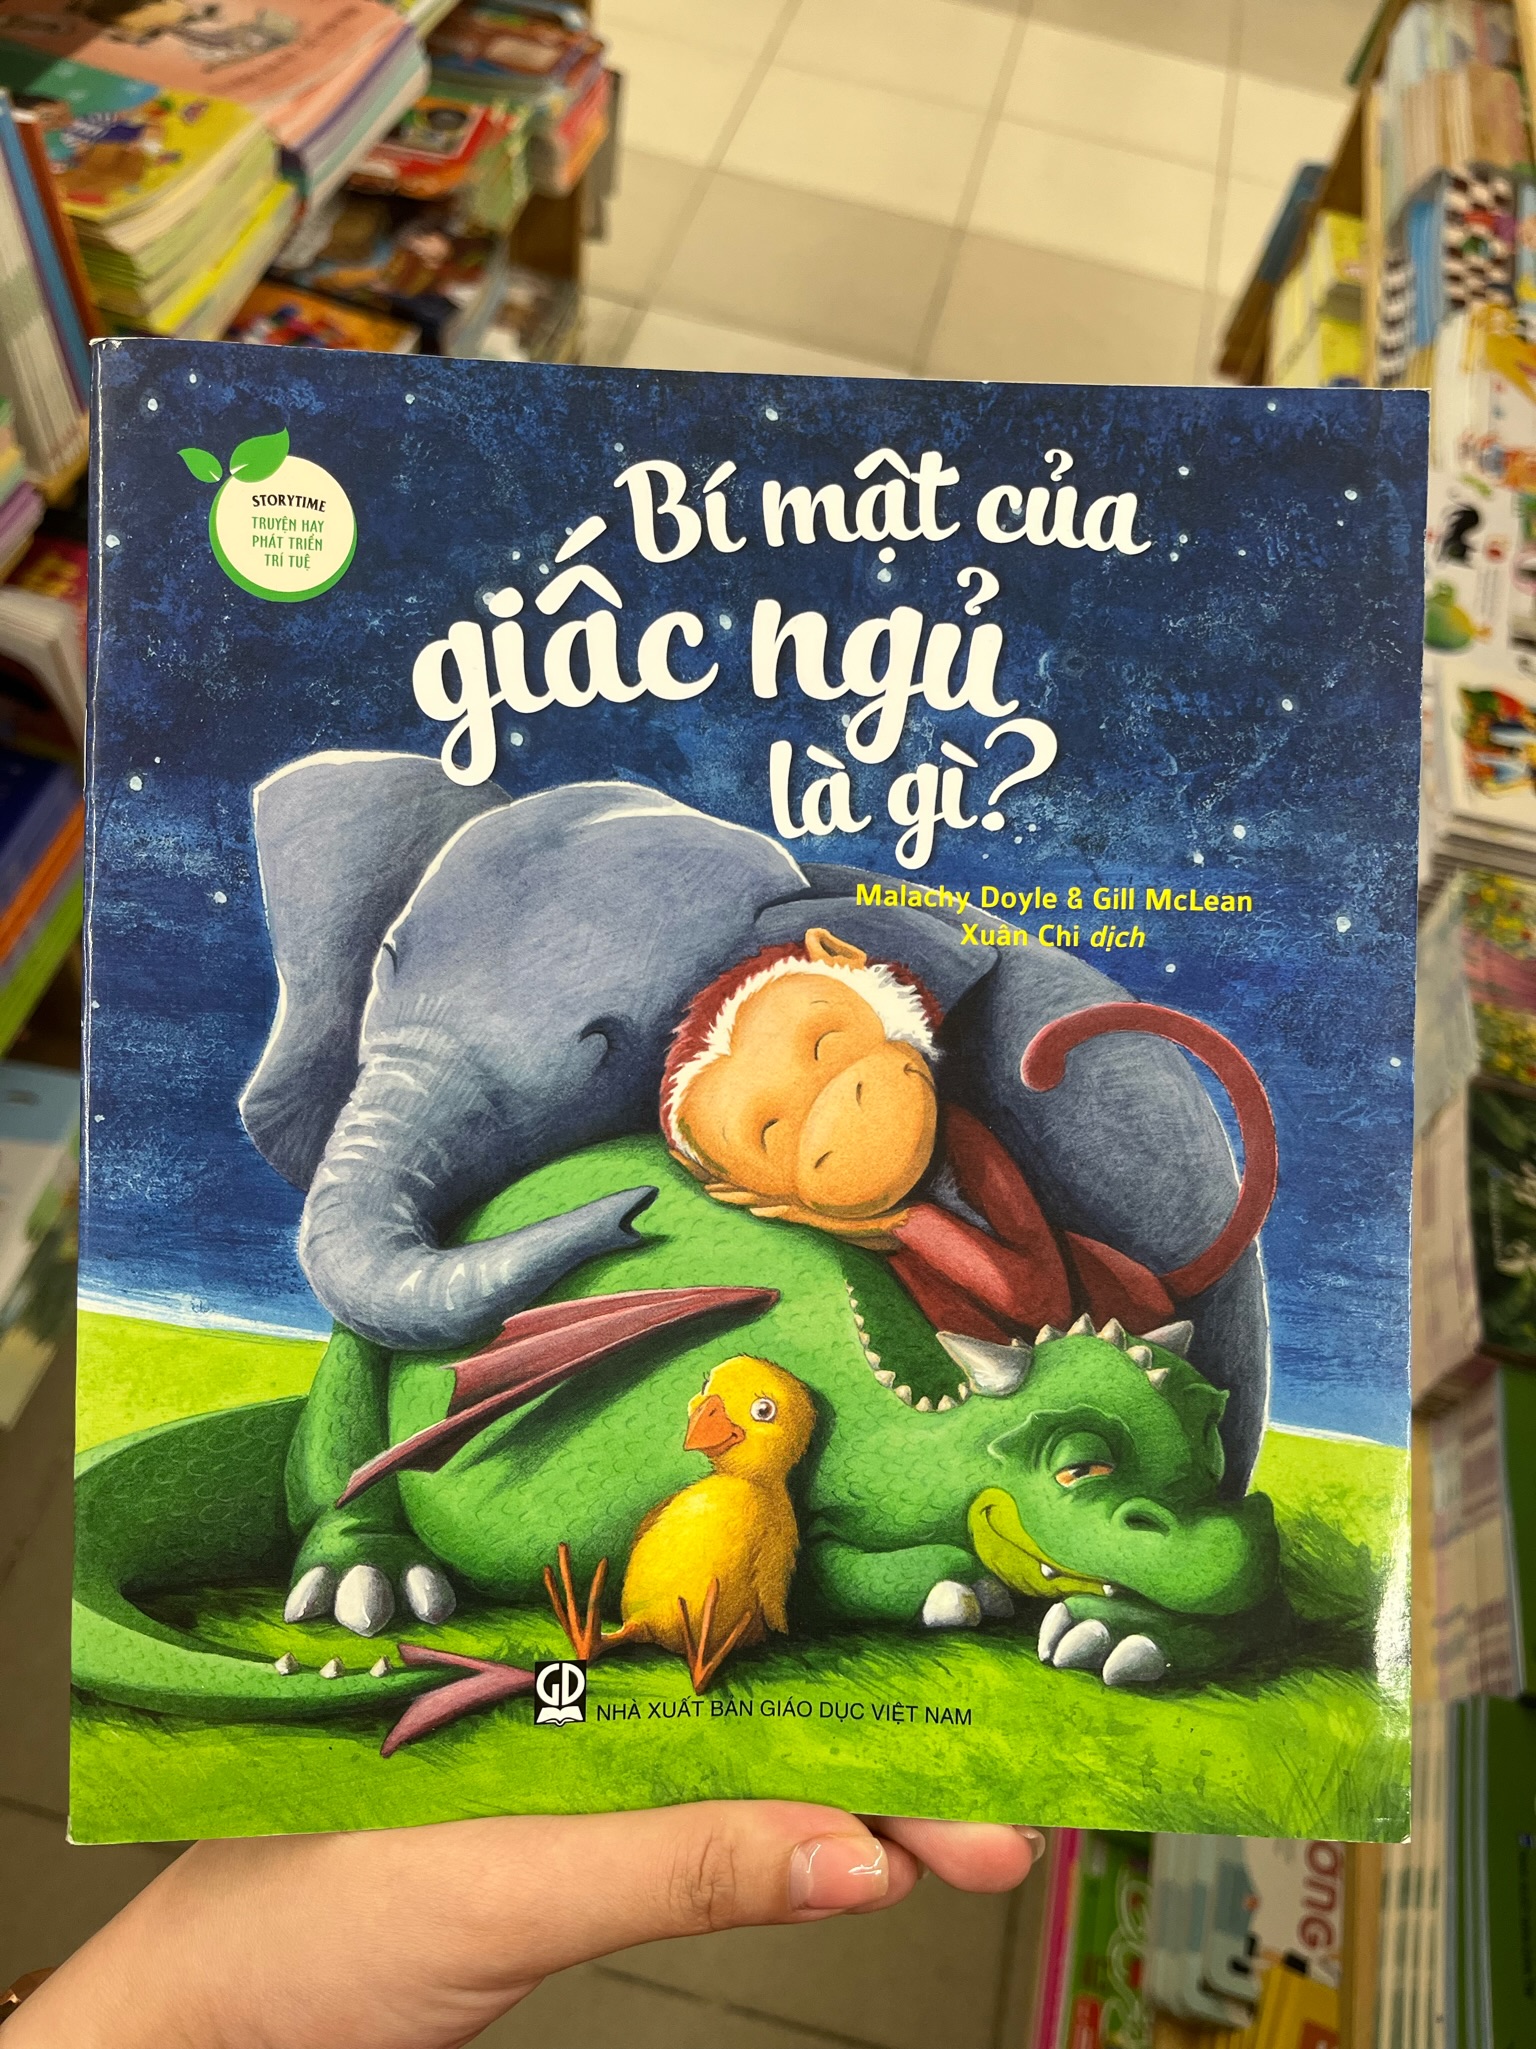 STORYTIME
TRUYỆN HAY
PHÁT TRIỂN
TRÍ TUỆ
Bí mật của
giấc ngủ
là gì?
Malachy Doyle & Gill McLean
Xuân Chi dịch
GD
NHÀ XUẤT BẢN GIÁO DỤC VIỆT NAM